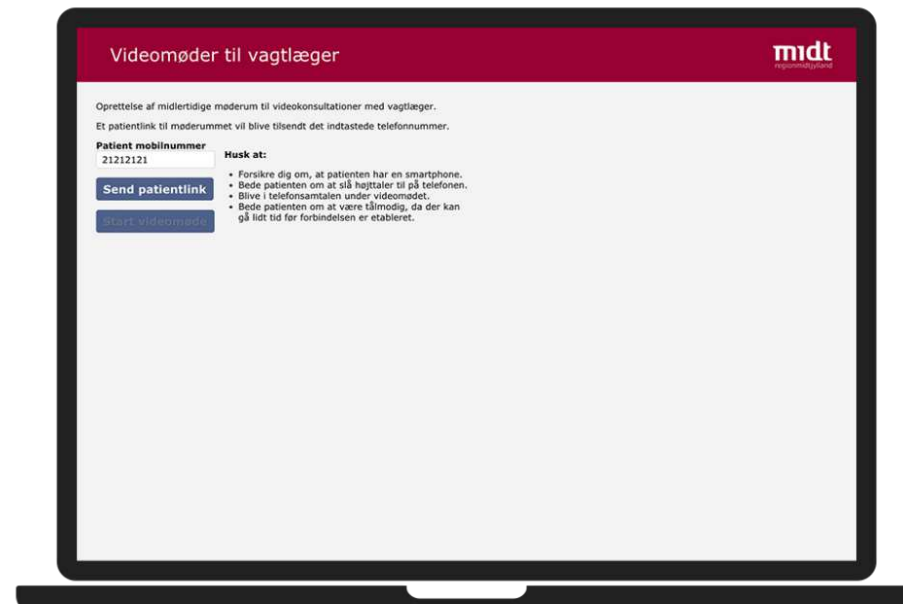 Videomøder til vagtlæger
midt
regionmidtjylland
Oprettelse af midlertidige møderum til videokonsultationer med vagtlæger.
Et patientlink til møderummet vil blive tilsendt det indtastede telefonnummer.
Patient mobilnummer
21212121
Send patientlink
Start videomøde
Husk at:
• Forsikre dig om, at patienten har en smartphone.
• Bede patienten om at slå højttaler til på telefonen.
• Blive i telefonsamtalen under videomødet.
• Bede patienten om at være tålmodig, da der kan
gå lidt tid før forbindelsen er etableret.